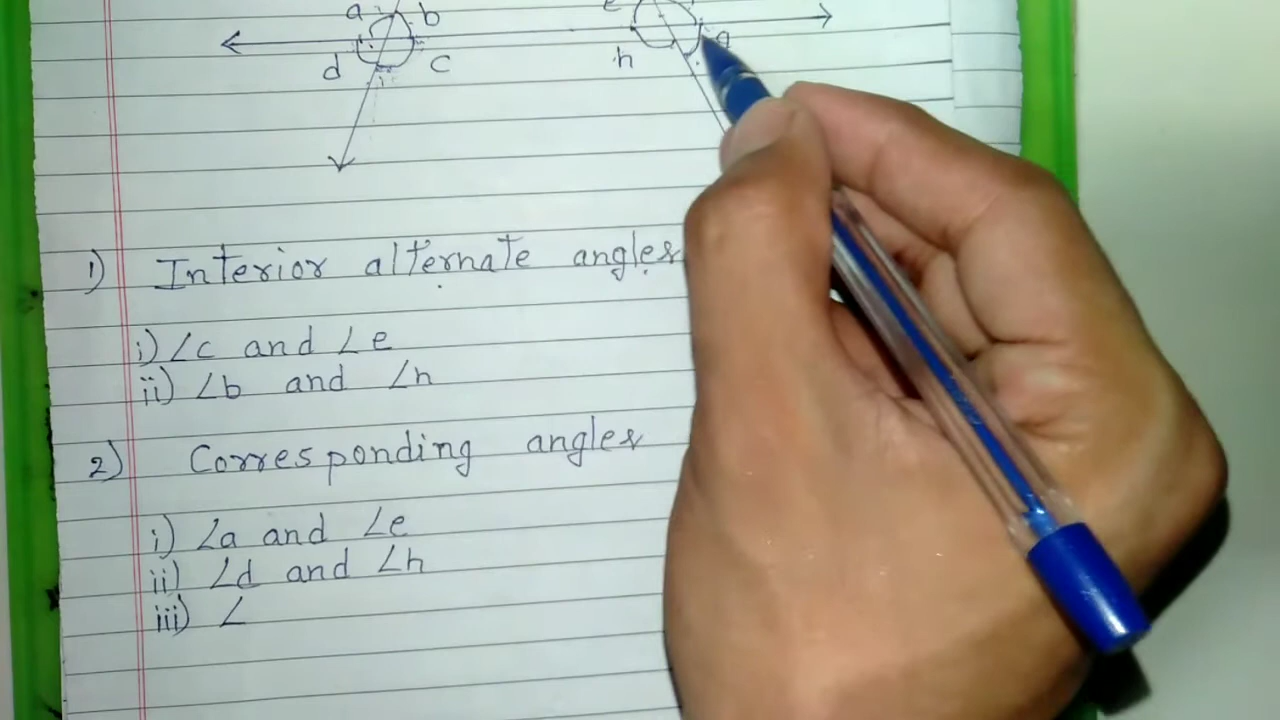 a b e
d c h g
1) Interior alternate angles
i) ∠c and ∠e
ii) ∠b and ∠h
2) Corresponding angles
i) ∠a and ∠e
ii) ∠d and ∠h
iii) ∠